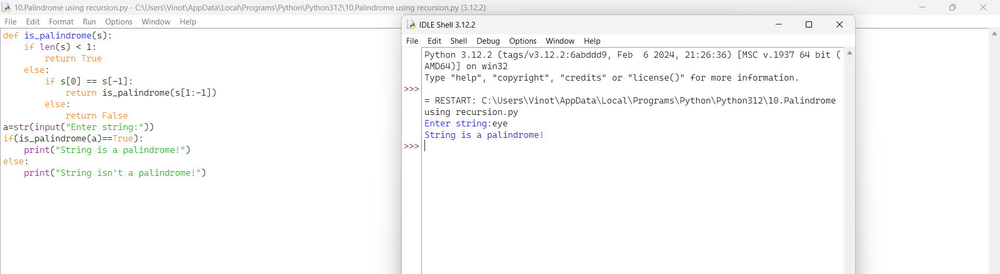 10.Palindrome using recursion.py - C:\Users\Vinot\AppData\Local\Programs\Python\Python312\10.Palindrome using recursion.py (3.12.2)
File Edit Format Run Options Window Help
def is_palindrome(s):
    if len(s) < 1:
        return True
    else:
        if s[0] == s[-1]:
            return is_palindrome(s[1:-1])
        else:
            return False
a=str(input("Enter string:"))
if(is_palindrome(a)==True):
    print("String is a palindrome!")
else:
    print("String isn't a palindrome!")
IDLE Shell 3.12.2
File Edit Shell Debug Options Window Help
Python 3.12.2 (tags/v3.12.2:6abddd9, Feb  6 2024, 21:26:36) [MSC v.1937 64 bit (
AMD64)] on win32
Type "help", "copyright", "credits" or "license()" for more information.
>>>
= RESTART: C:\Users\Vinot\AppData\Local\Programs\Python\Python312\10.Palindrome
using recursion.py
Enter string:eye
String is a palindrome!
>>>